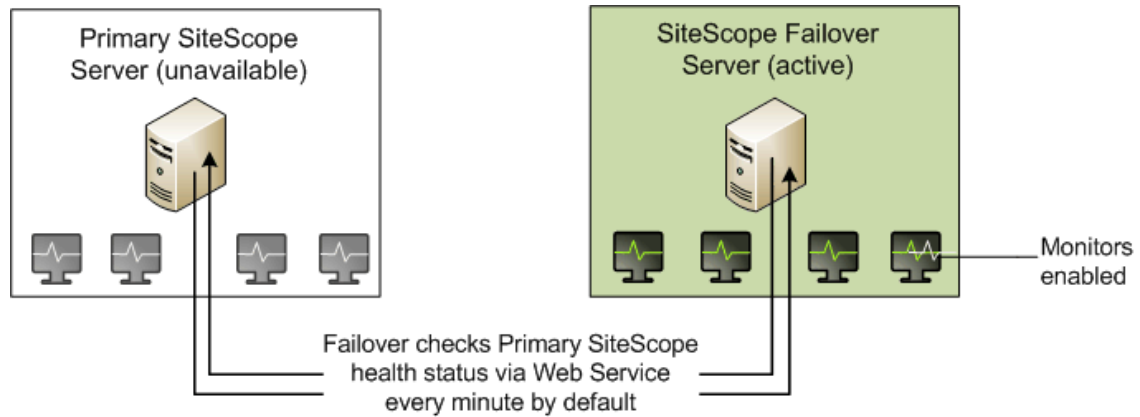 Primary SiteScope
Server (unavailable)
SiteScope Failover
Server (active)
Monitors
enabled
Failover checks Primary SiteScope
health status via Web Service
every minute by default